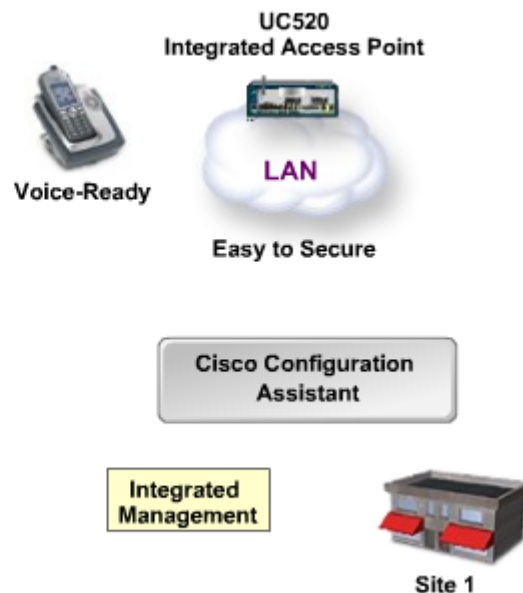 UC520
Integrated Access Point
Voice-Ready
LAN
Easy to Secure
Cisco Configuration
Assistant
Integrated
Management
Site 1